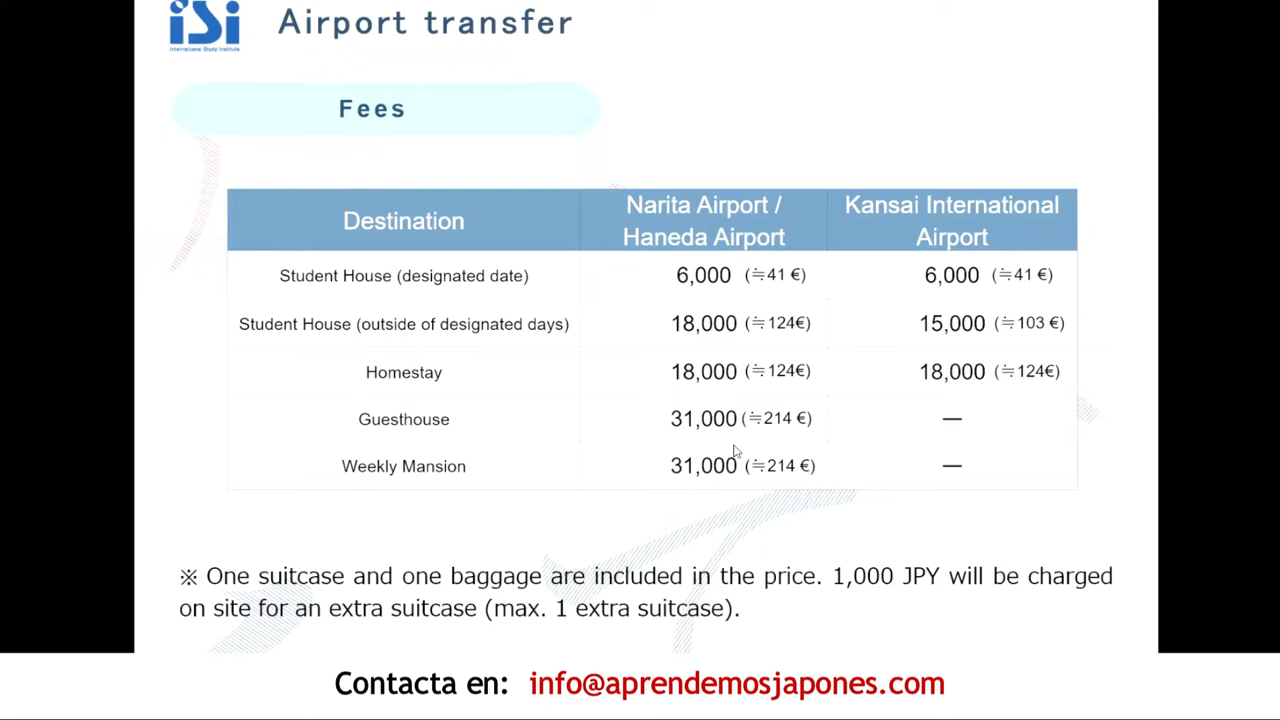 iSi Airport transfer
International Study Institute
Fees
Destination Narita Airport / Haneda Airport Kansai International Airport
Student House (designated date) 6,000 (≒41 €) 6,000 (≒41 €)
Student House (outside of designated days) 18,000 (≒124€) 15,000 (≒103 €)
Homestay 18,000 (≒124€) 18,000 (≒124€)
Guesthouse 31,000 (≒214 €) —
Weekly Mansion 31,000 (≒214 €) —
※ One suitcase and one baggage are included in the price. 1,000 JPY will be charged
on site for an extra suitcase (max. 1 extra suitcase).
Contacta en: info@aprendemosjapones.com